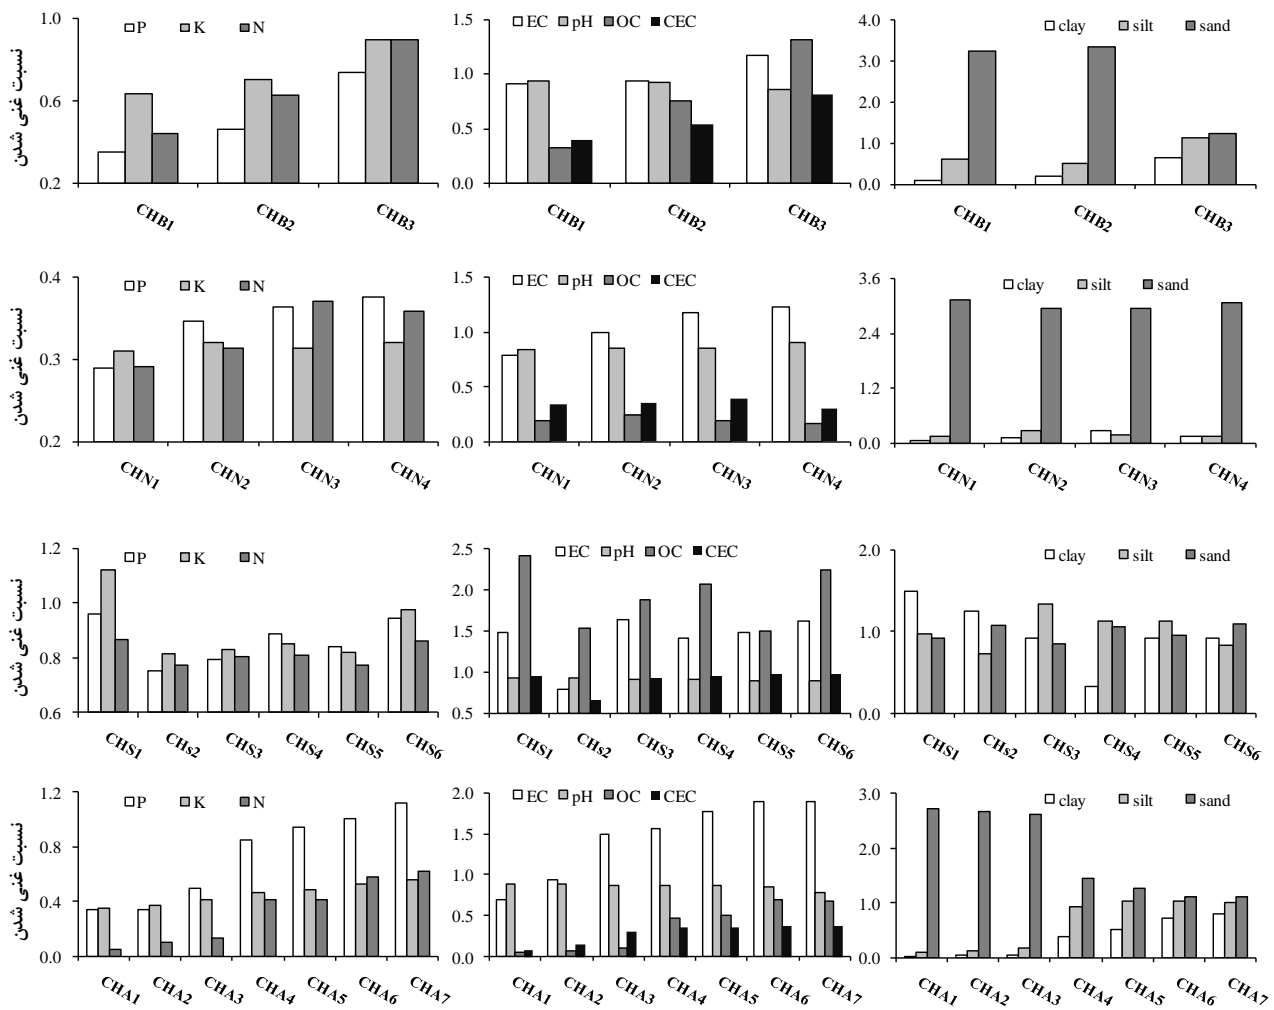 P K N
1.0
0.6
0.2
نسبت غنی شدن
CHB1 CHB2 CHB3
EC pH OC CEC
1.5
1.0
0.5
0.0
CHB1 CHB2 CHB3
clay silt sand
4.0
3.0
2.0
1.0
0.0
CHB1 CHB2 CHB3
P K N
0.4
0.3
0.2
نسبت غنی شدن
CHN1 CHN2 CHN3 CHN4
EC pH OC CEC
1.5
1.0
0.5
0.0
CHN1 CHN2 CHN3 CHN4
clay silt sand
3.6
2.4
1.2
0.0
CHN1 CHN2 CHN3 CHN4
P K N
1.2
1.0
0.8
0.6
نسبت غنی شدن
CHS1 CHs2 CHS3 CHS4 CHS5 CHS6
EC pH OC CEC
2.5
2.0
1.5
1.0
0.5
CHS1 CHs2 CHS3 CHS4 CHS5 CHS6
clay silt sand
2.0
1.0
0.0
CHS1 CHs2 CHS3 CHS4 CHS5 CHS6
P K N
1.2
0.8
0.4
0.0
نسبت غنی شدن
CHA1 CHA2 CHA3 CHA4 CHA5 CHA6 CHA7
EC pH OC CEC
2.0
1.5
1.0
0.5
0.0
CHA1 CHA2 CHA3 CHA4 CHA5 CHA6 CHA7
clay silt sand
3.0
2.0
1.0
0.0
CHA1 CHA2 CHA3 CHA4 CHA5 CHA6 CHA7